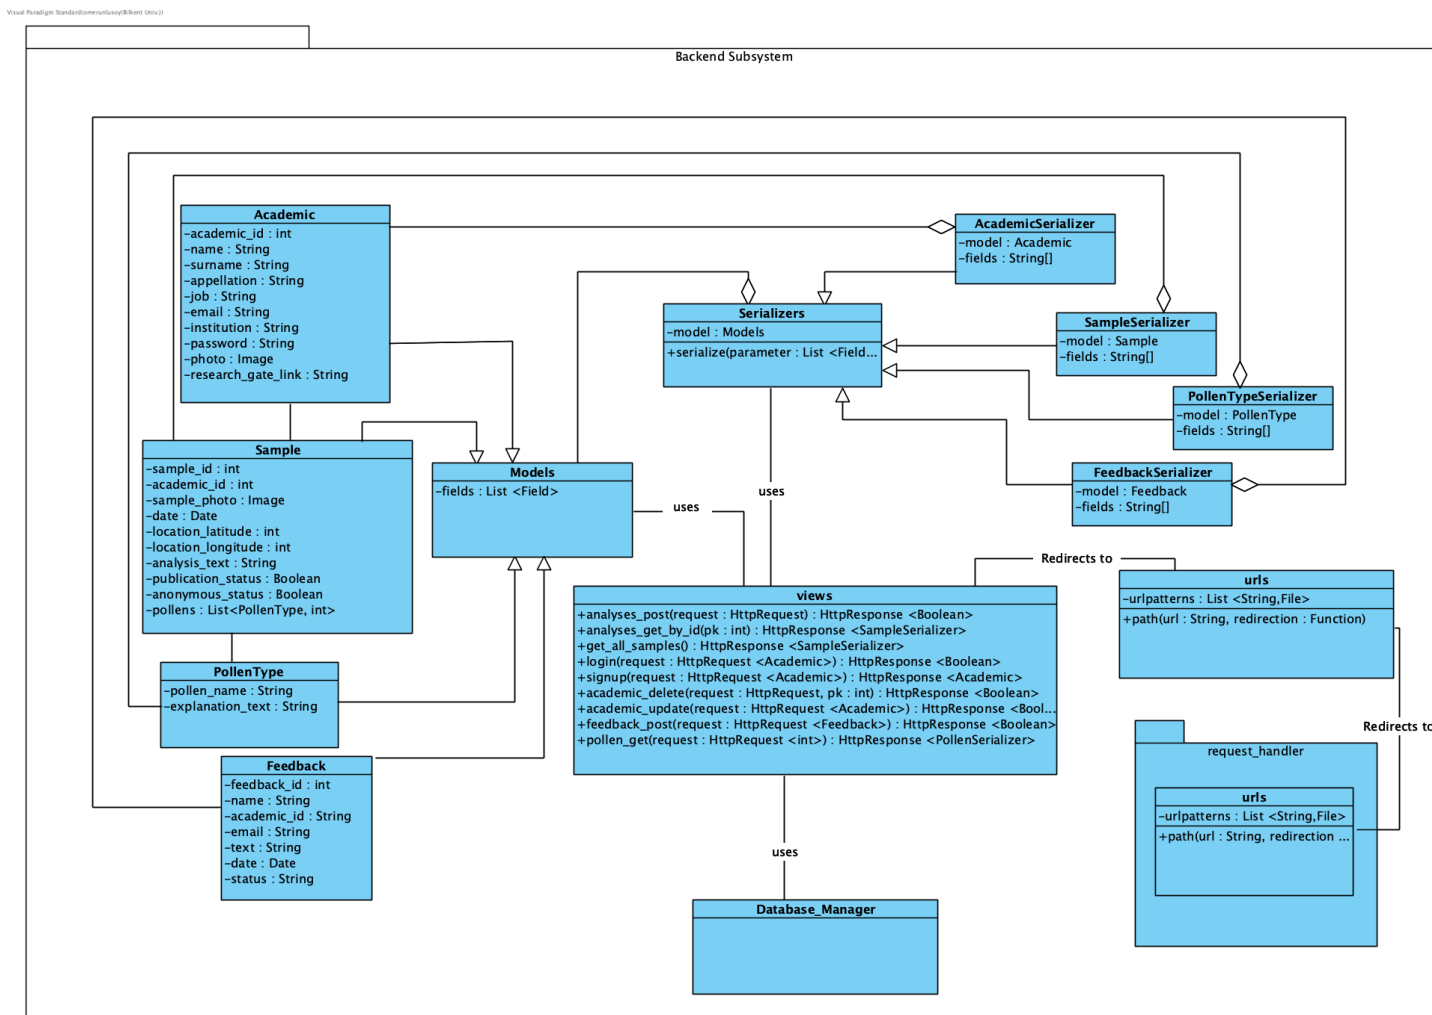 Visual Paradigm Standard(omerunlusoy(Bilkent Univ.))
Backend Subsystem
Academic
-academic_id : int
-name : String
-surname : String
-appellation : String
-job : String
-email : String
-institution : String
-password : String
-photo : Image
-research_gate_link : String
AcademicSerializer
-model : Academic
-fields : String[]
Serializers
-model : Models
+serialize(parameter : List <Field...
SampleSerializer
-model : Sample
-fields : String[]
PollenTypeSerializer
-model : PollenType
-fields : String[]
FeedbackSerializer
-model : Feedback
-fields : String[]
Sample
-sample_id : int
-academic_id : int
-sample_photo : Image
-date : Date
-location_latitude : int
-location_longitude : int
-analysis_text : String
-publication_status : Boolean
-anonymous_status : Boolean
-pollens : List<PollenType, int>
Models
-fields : List <Field>
uses
uses
Redirects to
urls
-urlpatterns : List <String,File>
+path(url : String, redirection : Function)
views
+analyses_post(request : HttpRequest) : HttpResponse <Boolean>
+analyses_get_by_id(pk : int) : HttpResponse <SampleSerializer>
+get_all_samples() : HttpResponse <SampleSerializer>
+login(request : HttpRequest <Academic>) : HttpResponse <Boolean>
+signup(request : HttpRequest <Academic>) : HttpResponse <Academic>
+academic_delete(request : HttpRequest, pk : int) : HttpResponse <Boolean>
+academic_update(request : HttpRequest <Academic>) : HttpResponse <Bool...
+feedback_post(request : HttpRequest <Feedback>) : HttpResponse <Boolean>
+pollen_get(request : HttpRequest <int>) : HttpResponse <PollenSerializer>
PollenType
-pollen_name : String
-explanation_text : String
Feedback
-feedback_id : int
-name : String
-academic_id : String
-email : String
-text : String
-date : Date
-status : String
Redirects to
request_handler
urls
-urlpatterns : List <String,File>
+path(url : String, redirection ...
uses
Database_Manager